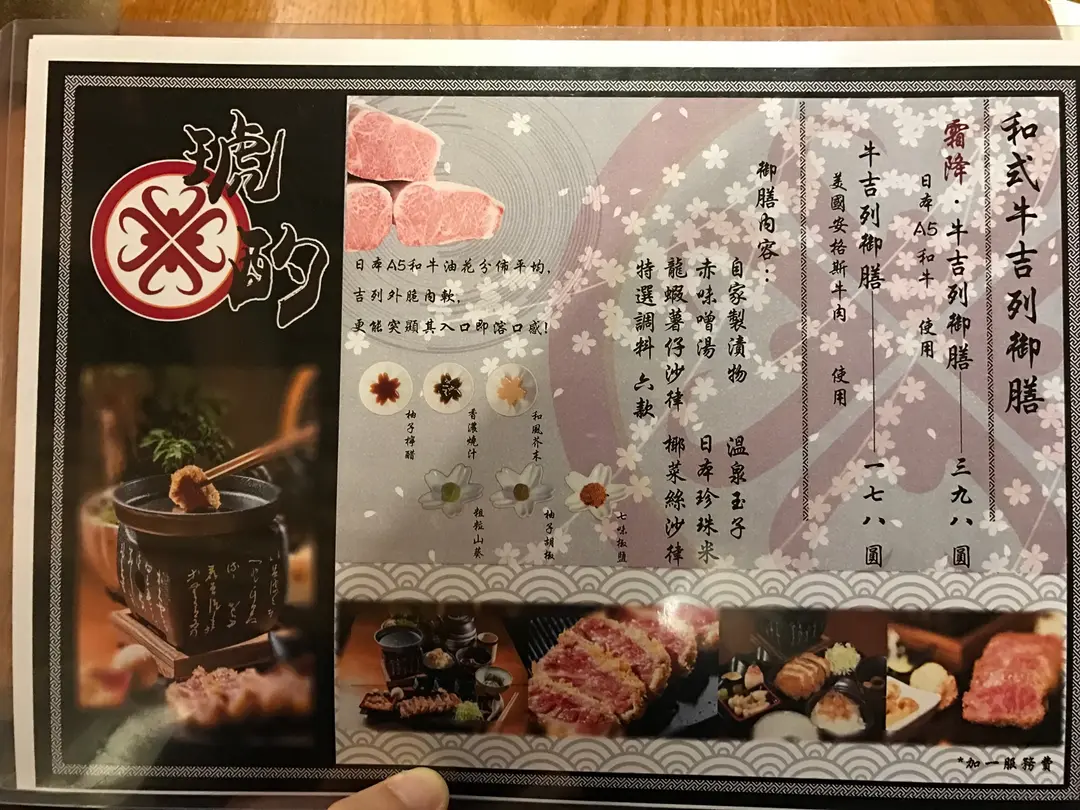 琥酌
和式牛吉列御膳
霜降・牛吉列御膳 三九八圓
日本A5和牛 使用
牛吉列御膳 一七八圓
美國安格斯牛肉 使用
御膳內容：
自家製漬物 溫泉玉子
赤味噌湯 日本珍珠米
龍蝦薯仔沙律 椰菜絲沙律
特選調料 六款
日本A5和牛油花分佈平均,
吉列外脆肉軟,
更能突顯其入口即溶口感!
和風芥末
香濃燒汁
柚子檸醋
七味椒鹽
柚子胡椒
粗粒山葵
*加一服務費